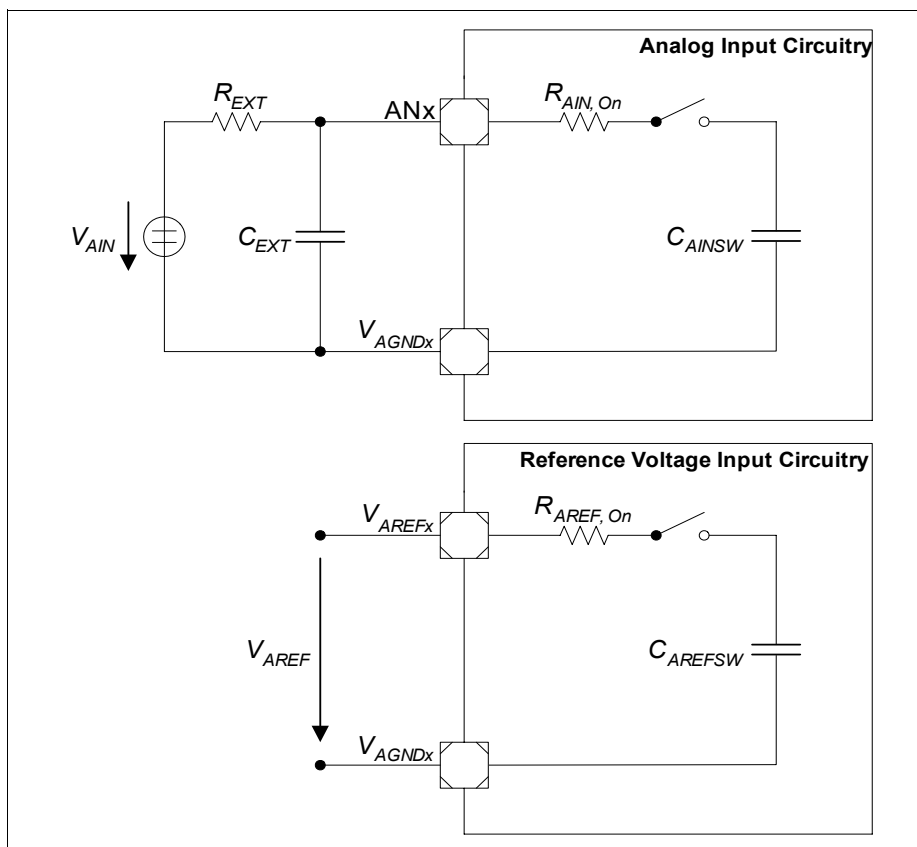 Analog Input Circuitry
R_EXT
ANx
R_AIN, On
V_AIN
C_EXT
C_AINSW
V_AGNDx
Reference Voltage Input Circuitry
V_AREFx
R_AREF, On
V_AREF
C_AREFSW
V_AGNDx